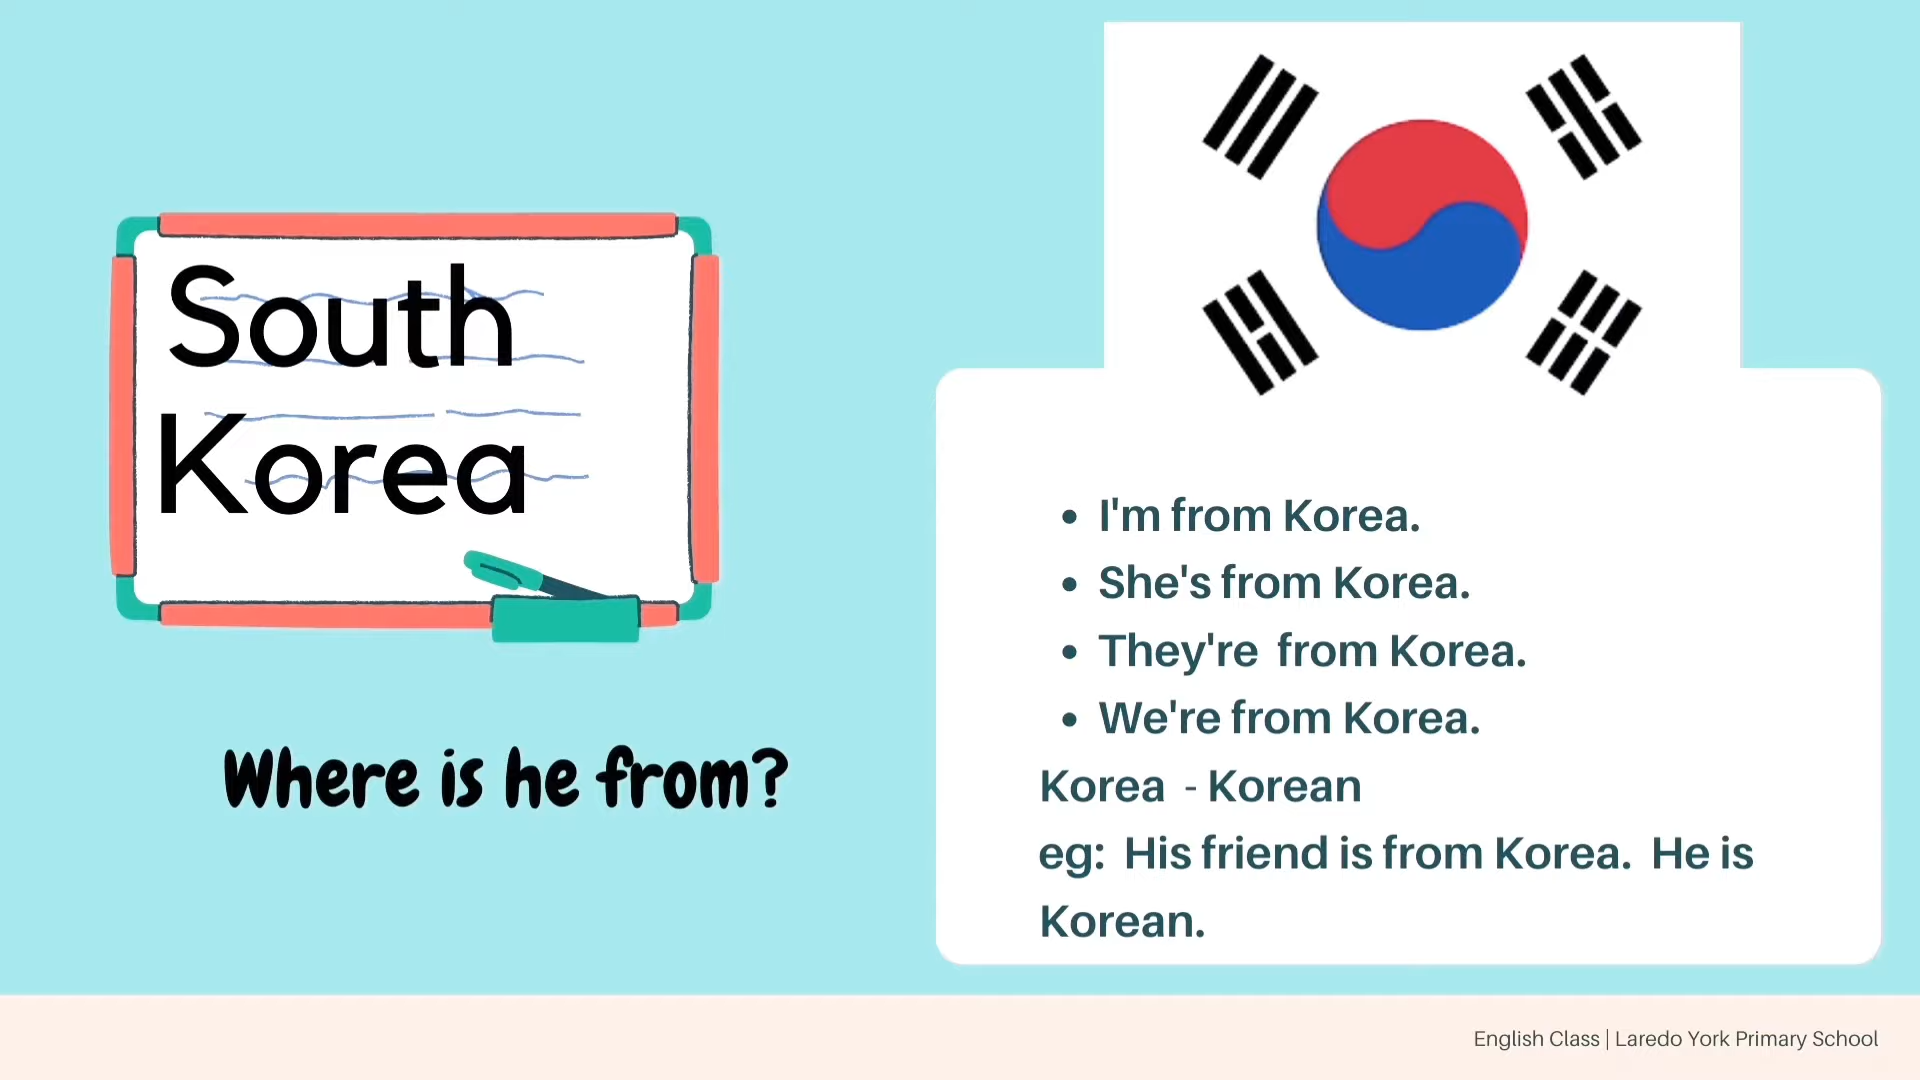 South
Korea
Where is he from?
• I'm from Korea.
• She's from Korea.
• They're  from Korea.
• We're from Korea.
Korea  - Korean
eg:  His friend is from Korea.  He is
Korean.
English Class | Laredo York Primary School